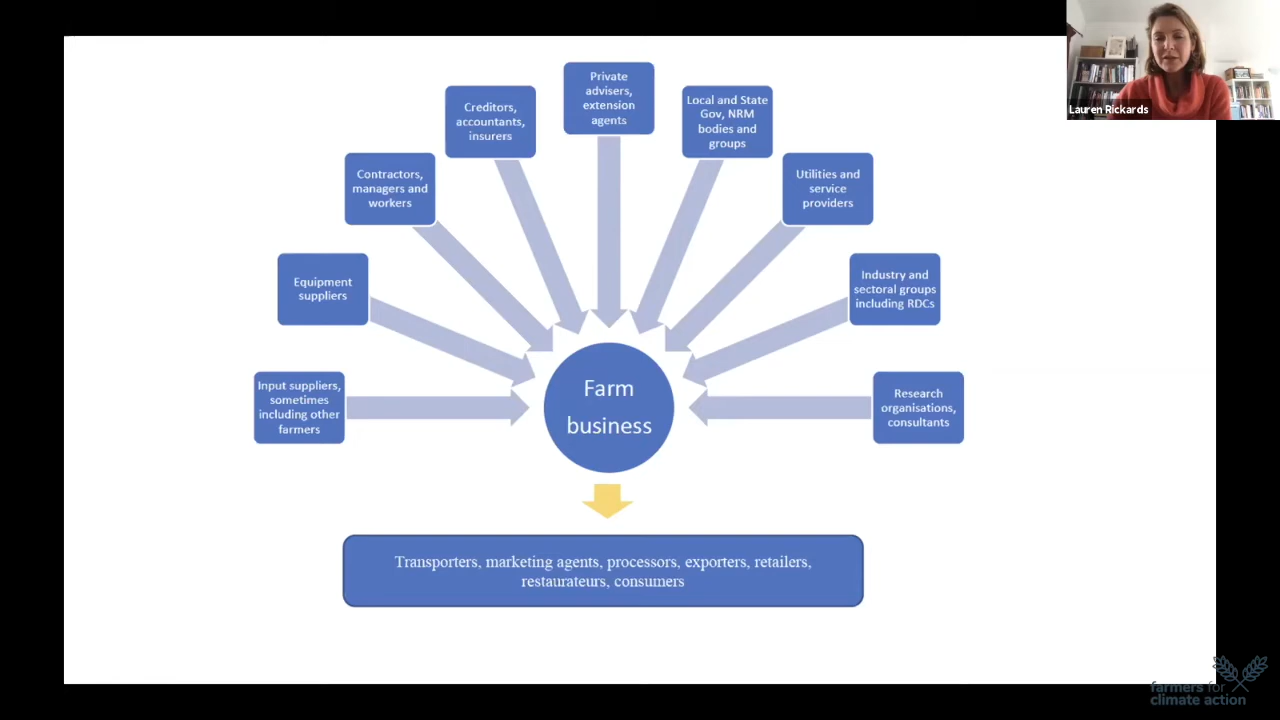 Private
advisers,
extension
agents
Creditors,
accountants,
insurers
Local and State
Gov, NRM
bodies and
groups
Contractors,
managers and
workers
Utilities and
service
providers
Equipment
suppliers
Industry and
sectoral groups
including RDCs
Input suppliers,
sometimes
including other
farmers
Research
organisations,
consultants
Farm
business
Transporters, marketing agents, processors, exporters, retailers,
restaurateurs, consumers
Lauren Rickards
farmers for
climate action